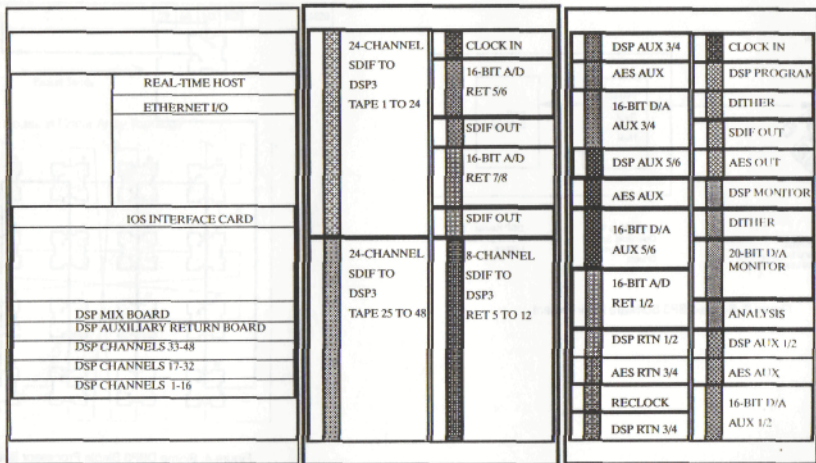 REAL-TIME HOST
ETHERNET I/O
IOS INTERFACE CARD
DSP MIX BOARD
DSP AUXILIARY RETURN BOARD
DSP CHANNELS 33-48
DSP CHANNELS 17-32
DSP CHANNELS 1-16
24-CHANNEL
SDIF TO
DSP3
TAPE 1 TO 24
24-CHANNEL
SDIF TO
DSP3
TAPE 25 TO 48
CLOCK IN
16-BIT A/D
RET 5/6
SDIF OUT
16-BIT A/D
RET 7/8
SDIF OUT
8-CHANNEL
SDIF TO
DSP3
RET 5 TO 12
DSP AUX 3/4
AES AUX
16-BIT D/A
AUX 3/4
DSP AUX 5/6
AES AUX
16-BIT D/A
AUX 5/6
16-BIT A/D
RET 1/2
DSP RTN 1/2
AES RTN 3/4
RECLOCK
DSP RTN 3/4
CLOCK IN
DSP PROGRAM
DITHER
SDIF OUT
AES OUT
DSP MONITOR
DITHER
20-BIT D/A
MONITOR
ANALYSIS
DSP AUX 1/2
AES AUX
16-BIT D/A
AUX 1/2